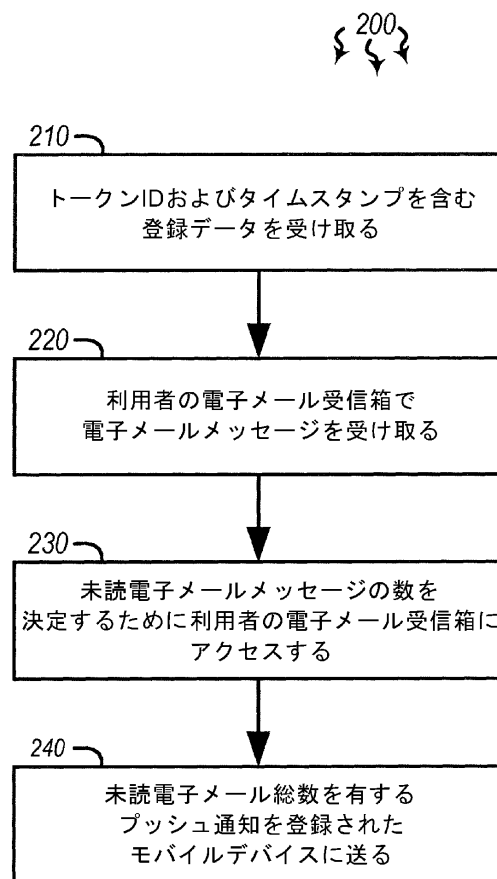 200
210
トークンIDおよびタイムスタンプを含む
登録データを受け取る
220
利用者の電子メール受信箱で
電子メールメッセージを受け取る
230
未読電子メールメッセージの数を
決定するために利用者の電子メール受信箱に
アクセスする
240
未読電子メール総数を有する
プッシュ通知を登録された
モバイルデバイスに送る